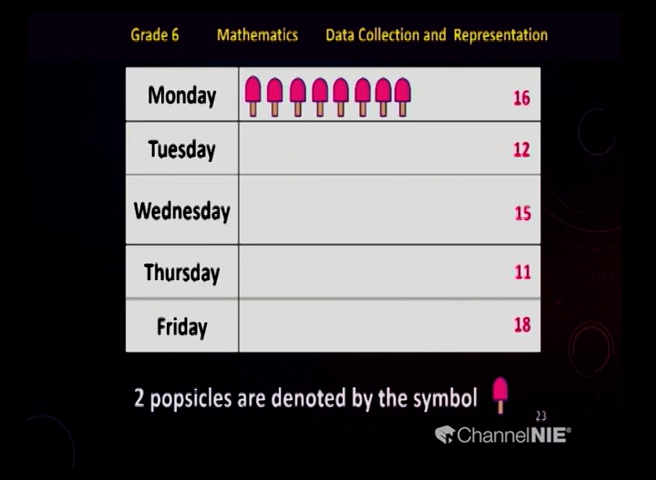 Grade 6 Mathematics Data Collection and Representation
Monday 16
Tuesday 12
Wednesday 15
Thursday 11
Friday 18
2 popsicles are denoted by the symbol
23
ChannelNIE®